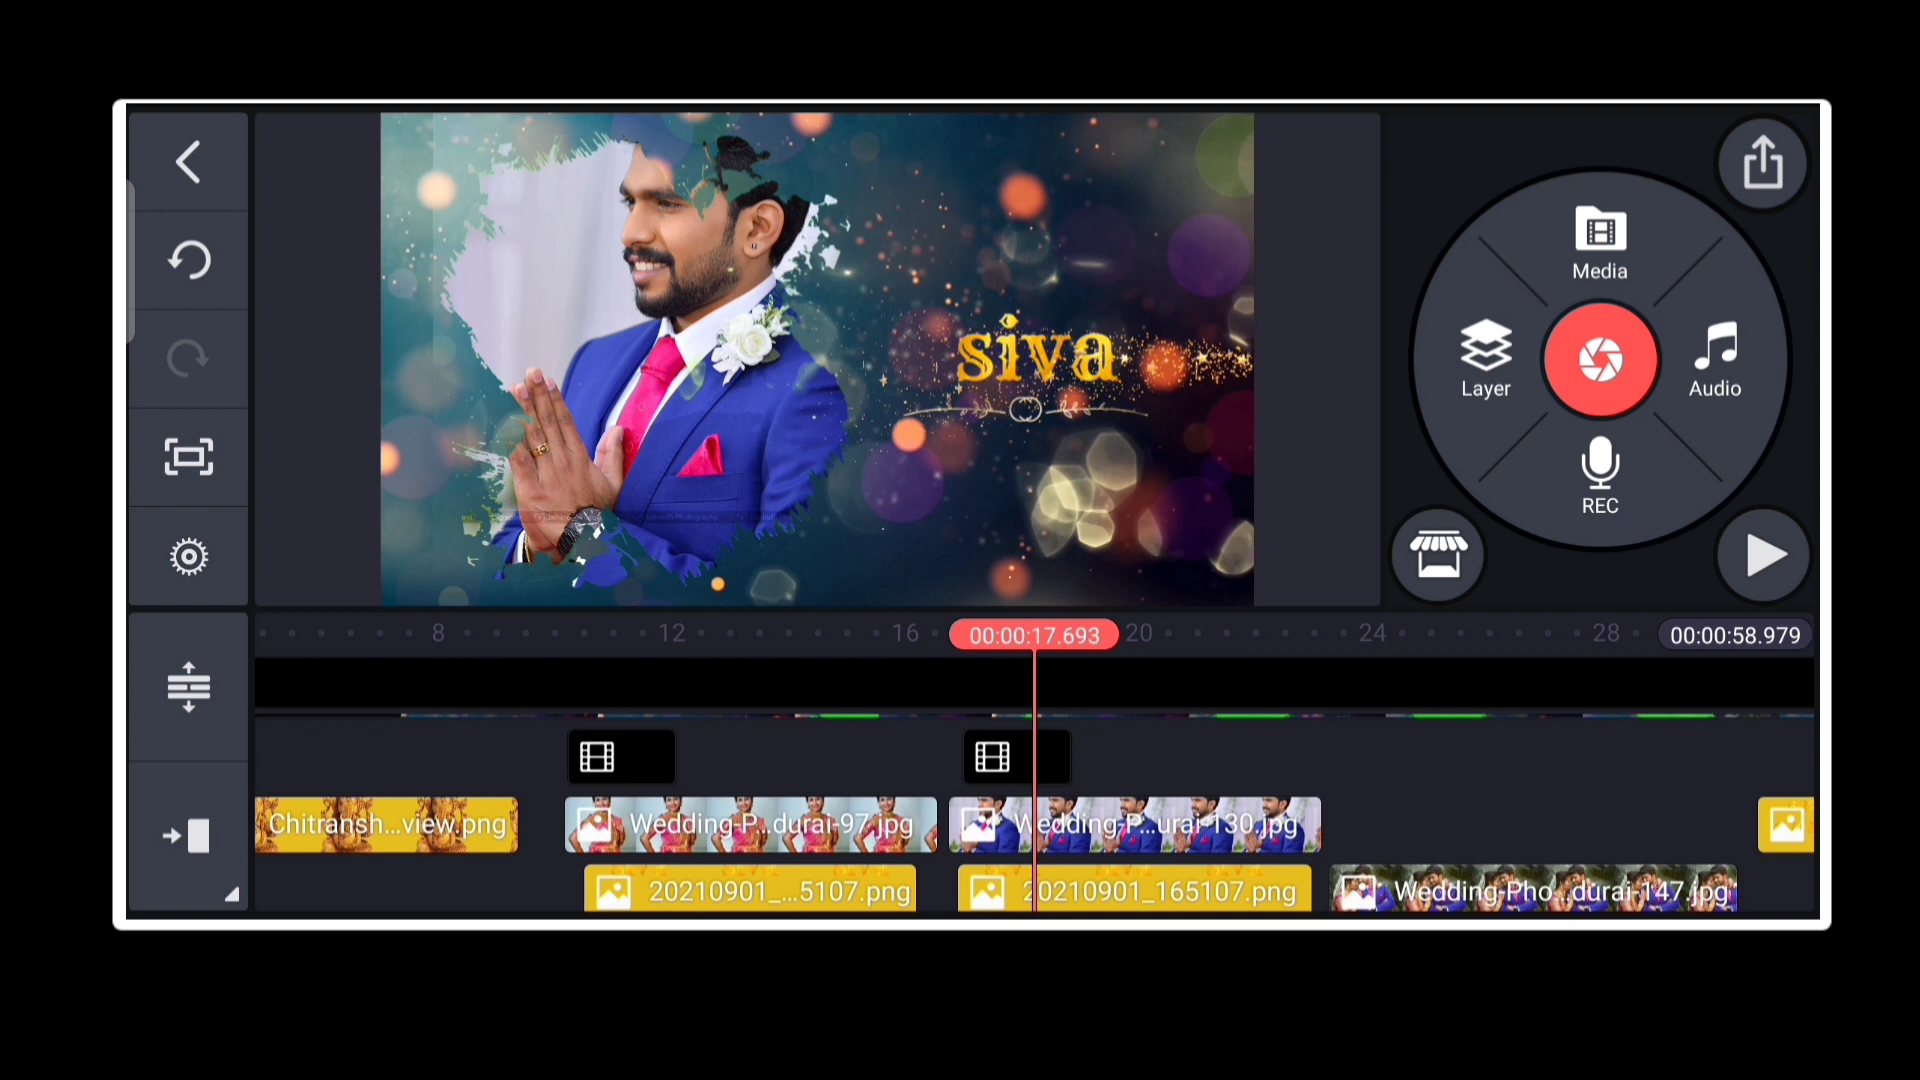 Media
Layer
Audio
REC
siva
8
12
16
00:00:17.693
20
24
28
00:00:58.979
Chitransh...view.png
Wedding-P...durai-97.jpg
Wedding-P...urai-130.jpg
20210901_...5107.png
20210901_165107.png
Wedding-Pho...durai-147.jpg